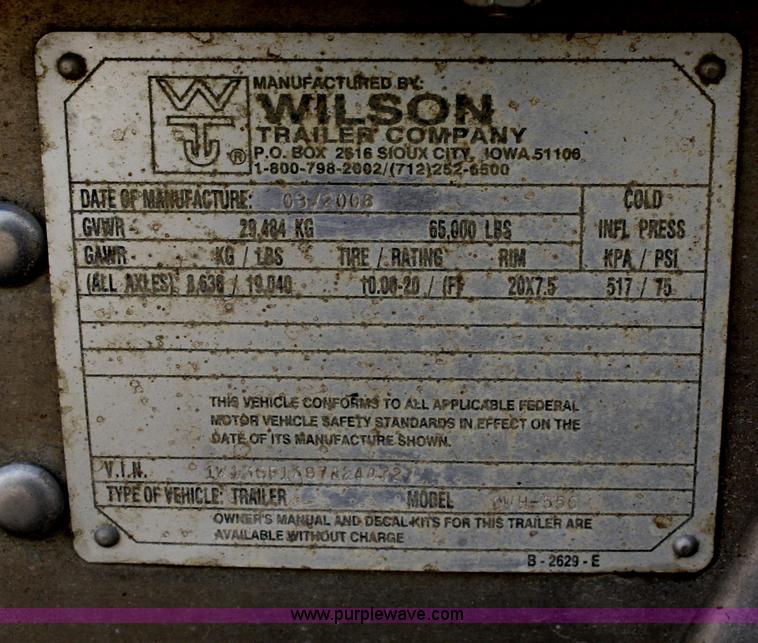 MANUFACTURED BY:
WT ® WILSON
TRAILER COMPANY
P.O. BOX 2616 SIOUX CITY, IOWA 51106
1-800-798-2002/(712)252-6500
DATE OF MANUFACTURE: COLD
GVWR - 29,484 KG 65,000 LBS INFL PRESS
GAWR - KG / LBS TIRE / RATING RIM KPA / PSI
(ALL AXLES) 8,636 / 19,040 10.00-20 / (F) 20X7.5 517 / 75
THIS VEHICLE CONFORMS TO ALL APPLICABLE FEDERAL
MOTOR VEHICLE SAFETY STANDARDS IN EFFECT ON THE
DATE OF ITS MANUFACTURE SHOWN.
V.I.N.
TYPE OF VEHICLE: TRAILER MODEL
OWNER'S MANUAL AND DECAL KITS FOR THIS TRAILER ARE
AVAILABLE WITHOUT CHARGE
B - 2629 - E
www.purplewave.com